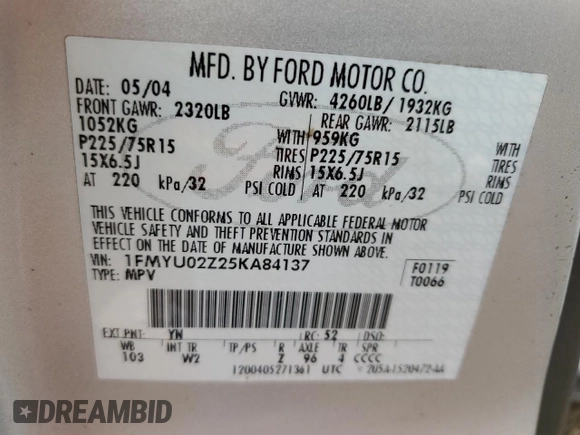 MFD. BY FORD MOTOR CO.
DATE: 05/04 GVWR: 4260LB/ 1932KG
FRONT GAWR: 2320LB REAR GAWR: 2115LB
1052KG WITH 959KG WITH
P225/75R15 TIRES P225/75R15 TIRES
15X6.5J RIMS 15X6.5J RIMS
AT 220 kPa/32 PSI COLD AT 220 kPa/32 PSI COLD
THIS VEHICLE CONFORMS TO ALL APPLICABLE FEDERAL MOTOR
VEHICLE SAFETY AND THEFT PREVENTION STANDARDS IN
EFFECT ON THE DATE OF MANUFACTURE SHOWN ABOVE.
VIN: 1FMYU02Z25KA84137 F0119
TYPE: MPV T0066
EXT PNT: YN RC: 52 DSO:
WB INT TR TP/PS R AXLE TR SPR
103 W2 Z 96 4 CCCC
1200405271361 UTC
Ford
DREAMBID